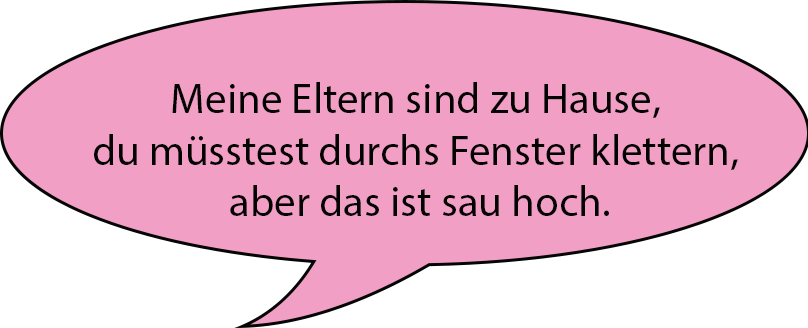 Meine Eltern sind zu Hause,
du müsstest durchs Fenster klettern,
aber das ist sau hoch.